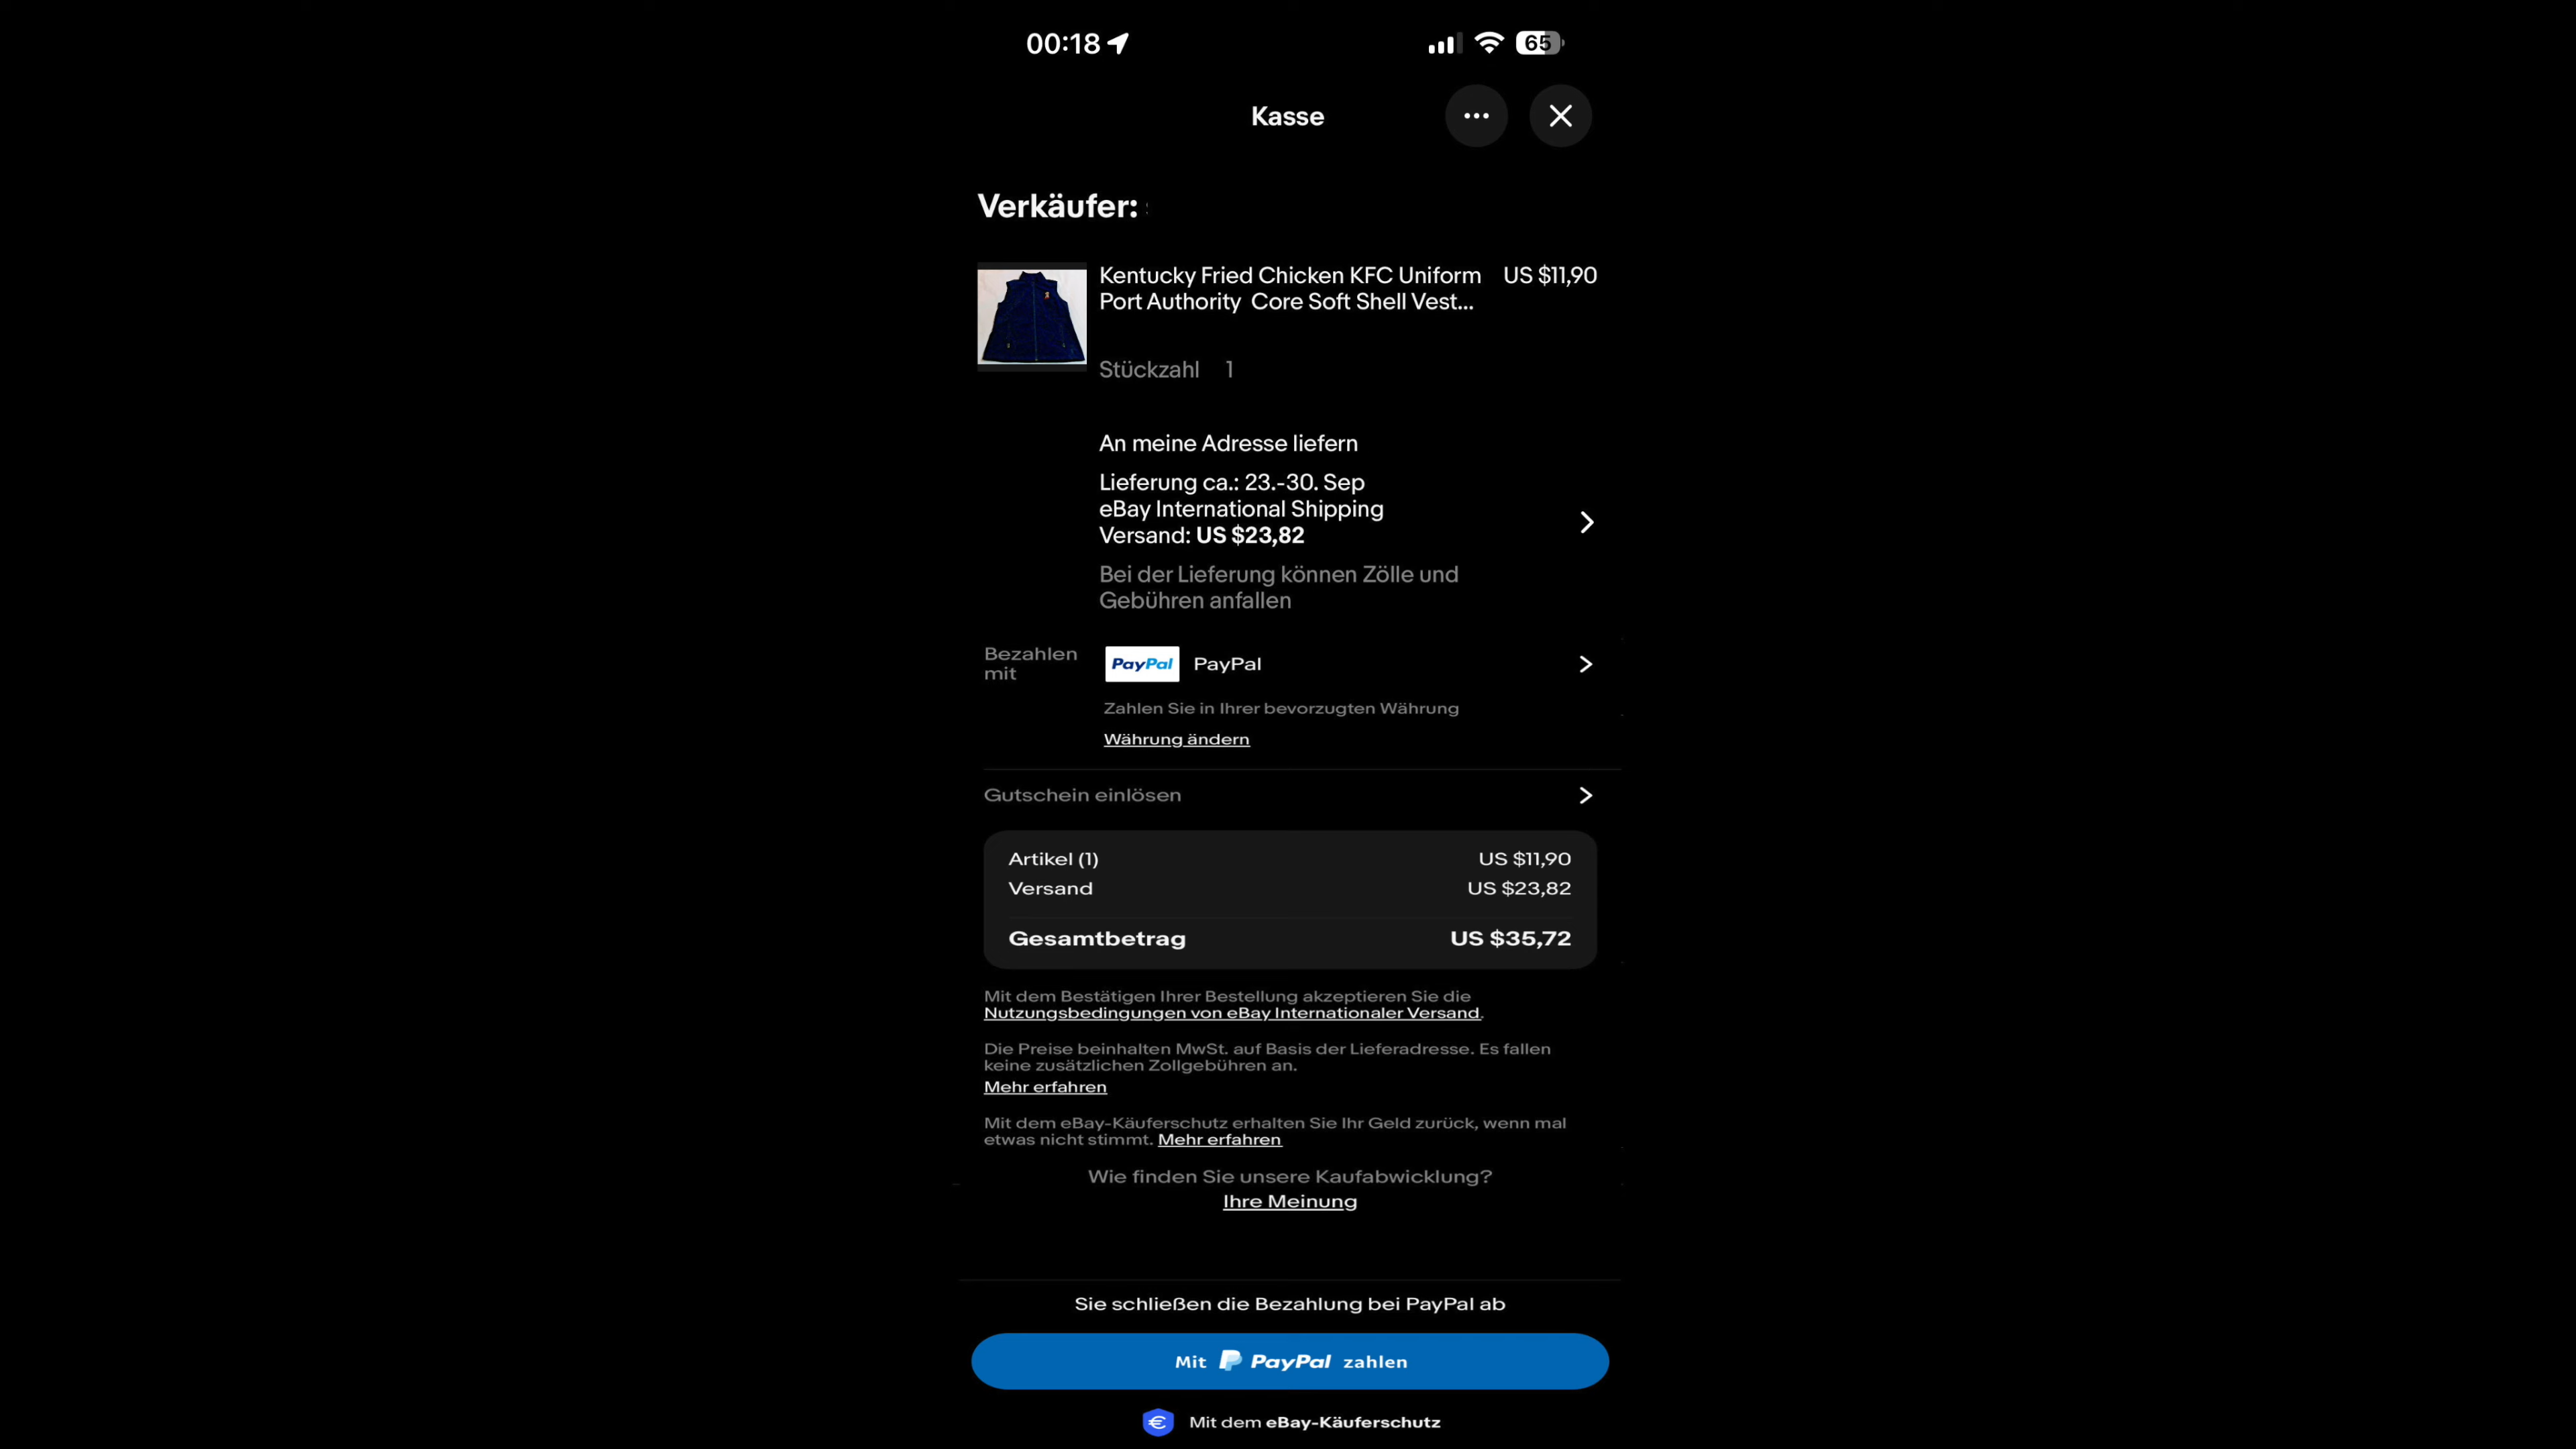 00:18
65
Kasse
Verkäufer:
Kentucky Fried Chicken KFC Uniform US $11,90
Port Authority Core Soft Shell Vest...
Stückzahl 1
An meine Adresse liefern
Lieferung ca.: 23.-30. Sep
eBay International Shipping
Versand: US $23,82
Bei der Lieferung können Zölle und
Gebühren anfallen
Bezahlen
mit
PayPal PayPal
Zahlen Sie in Ihrer bevorzugten Währung
Währung ändern
Gutschein einlösen
Artikel (1) US $11,90
Versand US $23,82
Gesamtbetrag US $35,72
Mit dem Bestätigen Ihrer Bestellung akzeptieren Sie die
Nutzungsbedingungen von eBay Internationaler Versand.
Die Preise beinhalten MwSt. auf Basis der Lieferadresse. Es fallen
keine zusätzlichen Zollgebühren an.
Mehr erfahren
Mit dem eBay-Käuferschutz erhalten Sie Ihr Geld zurück, wenn mal
etwas nicht stimmt. Mehr erfahren
Wie finden Sie unsere Kaufabwicklung?
Ihre Meinung
Sie schließen die Bezahlung bei PayPal ab
Mit PayPal zahlen
Mit dem eBay-Käuferschutz